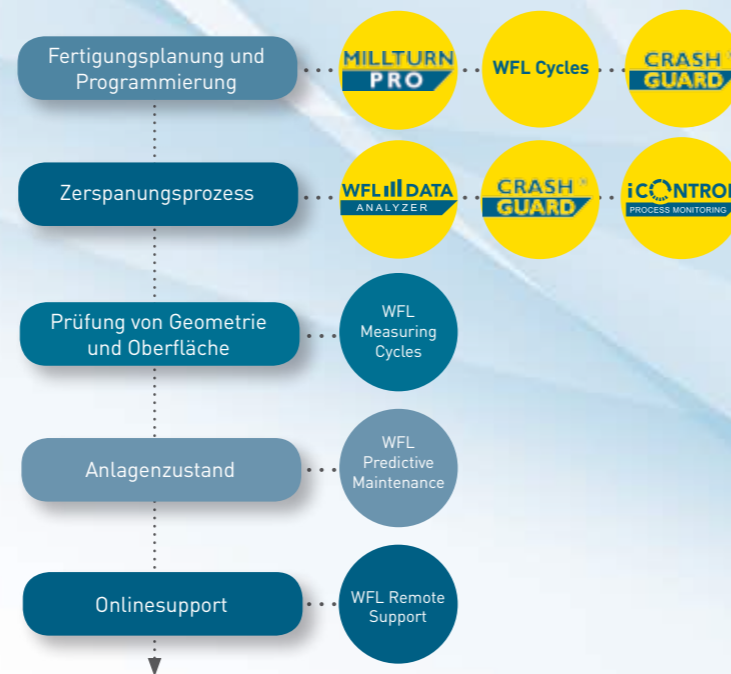 Fertigungsplanung und
Programmierung
MILLTURN
PRO
WFL Cycles
CRASH
GUARD
Zerspanungsprozess
WFL DATA
ANALYZER
CRASH
GUARD
iCONTROL
PROCESS MONITORING
Prüfung von Geometrie
und Oberfläche
WFL
Measuring
Cycles
Anlagenzustand
WFL
Predictive
Maintenance
Onlinesupport
WFL Remote
Support